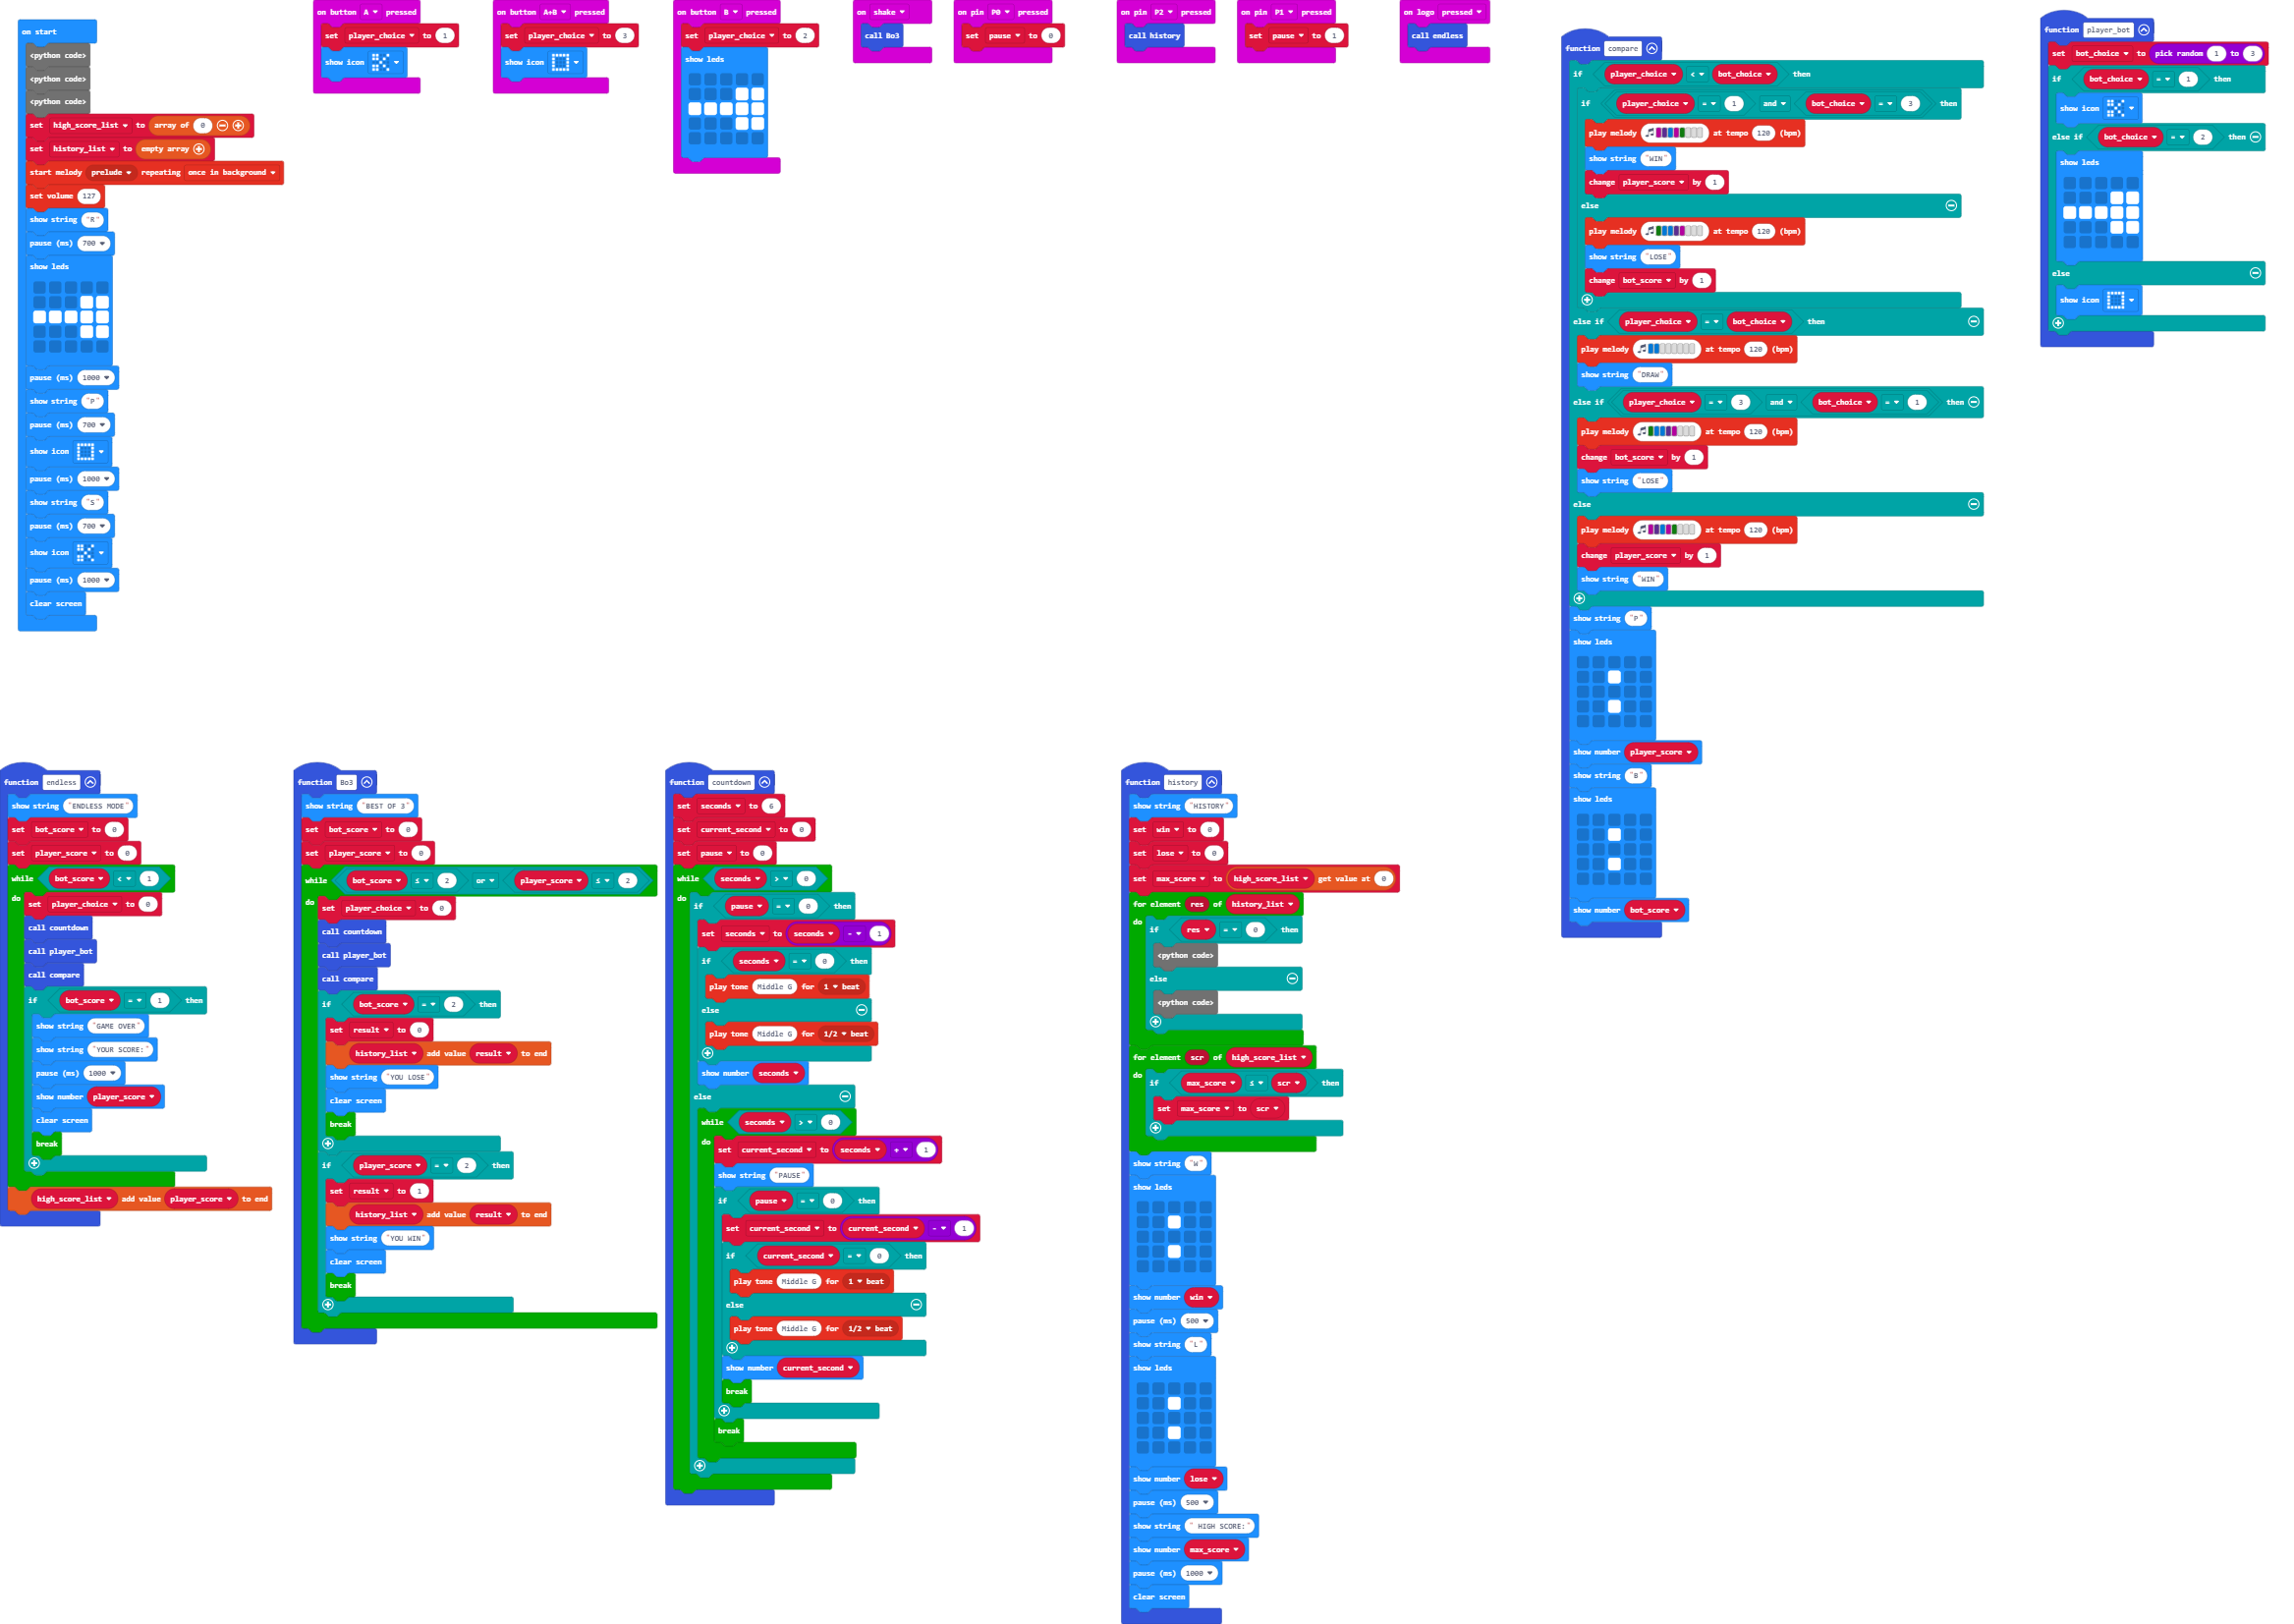 on start
<python code>
<python code>
<python code>
set high_score_list to array of 0
set history_list to empty array
start melody prelude repeating once in background
set volume 127
show string "R"
pause (ms) 700
show leds
pause (ms) 1000
show string "P"
pause (ms) 700
show icon
pause (ms) 1000
show string "S"
pause (ms) 700
show icon
pause (ms) 1000
clear screen
on button A pressed
set player_choice to 1
show icon
on button A+B pressed
set player_choice to 3
show icon
on button B pressed
set player_choice to 2
show leds
on shake
call Bo3
on pin P0 pressed
set pause to 0
on pin P2 pressed
call history
on pin P1 pressed
set pause to 1
on logo pressed
call endless
function compare
if player_choice < bot_choice then
if player_choice = 1 and bot_choice = 3 then
play melody at tempo 120 (bpm)
show string "WIN"
change player_score by 1
else
play melody at tempo 120 (bpm)
show string "LOSE"
change bot_score by 1
else if player_choice = bot_choice then
play melody at tempo 120 (bpm)
show string "DRAW"
else if player_choice = 3 and bot_choice = 1 then
play melody at tempo 120 (bpm)
change bot_score by 1
show string "LOSE"
else
play melody at tempo 120 (bpm)
change player_score by 1
show string "WIN"
show string "P"
show leds
show number player_score
show string "B"
show leds
show number bot_score
function player_bot
set bot_choice to pick random 1 to 3
if bot_choice = 1 then
show icon
else if bot_choice = 2 then
show leds
else
show icon
function endless
show string "ENDLESS MODE"
set bot_score to 0
set player_score to 0
while bot_score < 1
do set player_choice to 0
call countdown
call player_bot
call compare
if bot_score = 1 then
show string "GAME OVER"
show string "YOUR SCORE:"
pause (ms) 1000
show number player_score
clear screen
break
high_score_list add value player_score to end
function Bo3
show string "BEST OF 3"
set bot_score to 0
set player_score to 0
while bot_score ≤ 2 or player_score ≤ 2
do set player_choice to 0
call countdown
call player_bot
call compare
if bot_score = 2 then
set result to 0
history_list add value result to end
show string "YOU LOSE"
clear screen
break
if player_score = 2 then
set result to 1
history_list add value result to end
show string "YOU WIN"
clear screen
break
function countdown
set seconds to 6
set current_second to 0
set pause to 0
while seconds > 0
do if pause = 0 then
set seconds to seconds - 1
if seconds = 0 then
play tone Middle G for 1 beat
else
play tone Middle G for 1/2 beat
show number seconds
else
while seconds > 0
do set current_second to seconds + 1
show string "PAUSE"
if pause = 0 then
set current_second to current_second - 1
if current_second = 0 then
play tone Middle G for 1 beat
else
play tone Middle G for 1/2 beat
show number current_second
break
break
function history
show string "HISTORY"
set win to 0
set lose to 0
set max_score to high_score_list get value at 0
for element res of history_list
do if res = 0 then
<python code>
else
<python code>
for element scr of high_score_list
do if max_score ≤ scr then
set max_score to scr
show string "W"
show leds
show number win
pause (ms) 500
show string "L"
show leds
show number lose
pause (ms) 500
show string " HIGH SCORE:"
show number max_score
pause (ms) 1000
clear screen